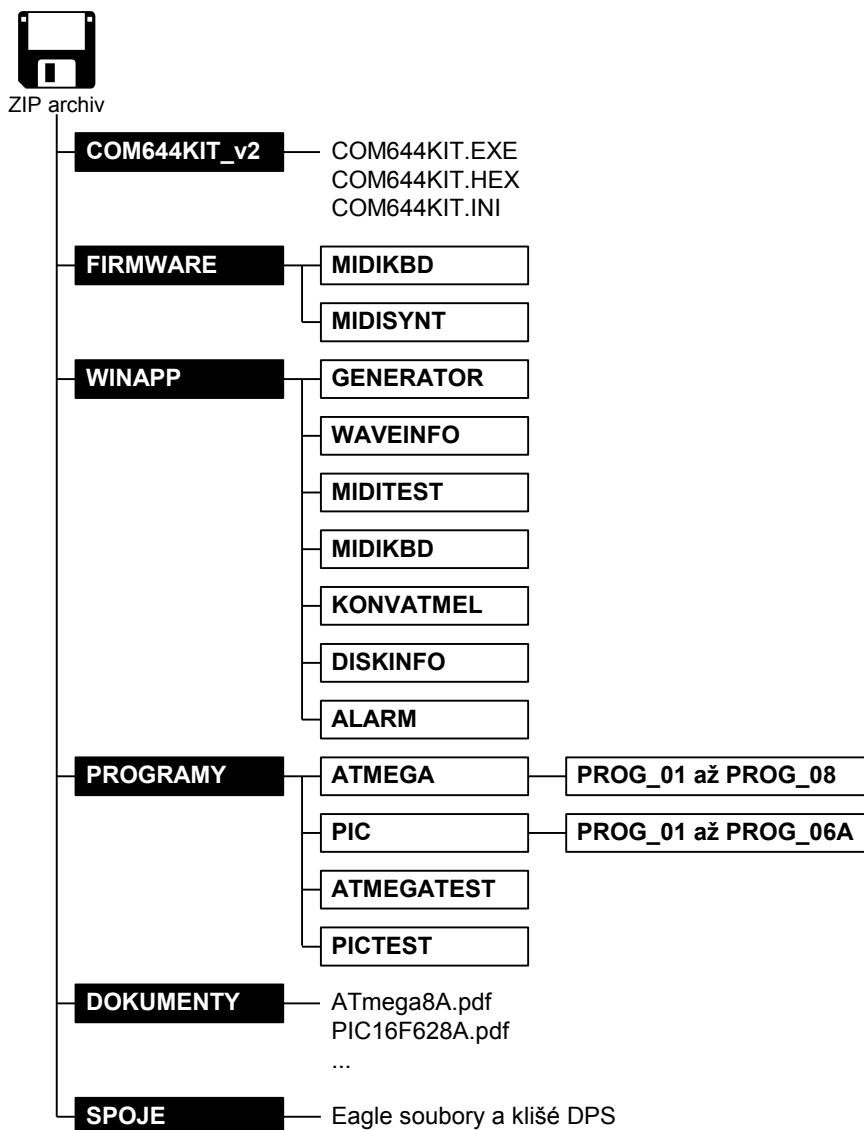 ZIP archiv
COM644KIT_v2
COM644KIT.EXE
COM644KIT.HEX
COM644KIT.INI
FIRMWARE
MIDIKBD
MIDISYNT
WINAPP
GENERATOR
WAVEINFO
MIDITEST
MIDIKBD
KONVATMEL
DISKINFO
ALARM
PROGRAMY
ATMEGA
PROG_01 až PROG_08
PIC
PROG_01 až PROG_06A
ATMEGATEST
PICTEST
DOKUMENTY
ATmega8A.pdf
PIC16F628A.pdf
...
SPOJE
Eagle soubory a klišé DPS